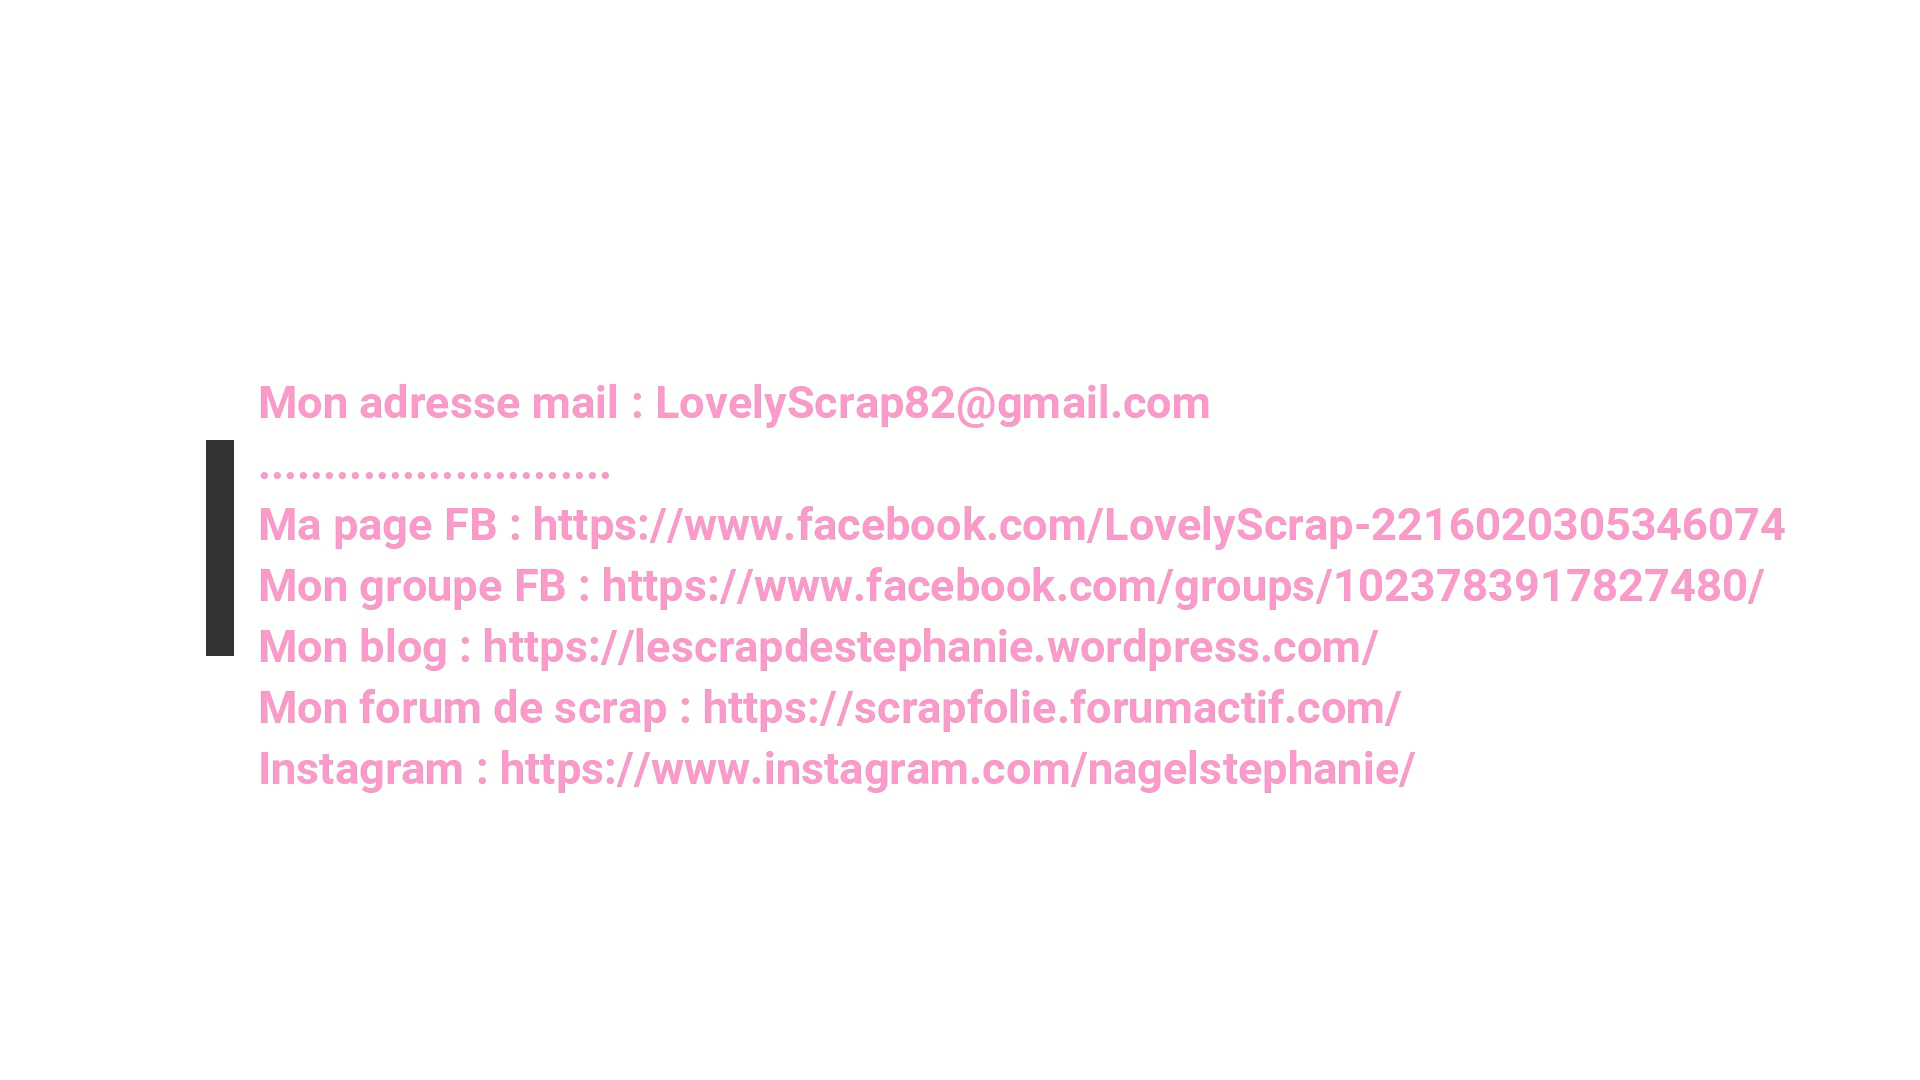 Mon adresse mail : LovelyScrap82@gmail.com
...........................
Ma page FB : https://www.facebook.com/LovelyScrap-2216020305346074
Mon groupe FB : https://www.facebook.com/groups/1023783917827480/
Mon blog : https://lescrapdestephanie.wordpress.com/
Mon forum de scrap : https://scrapfolie.forumactif.com/
Instagram : https://www.instagram.com/nagelstephanie/